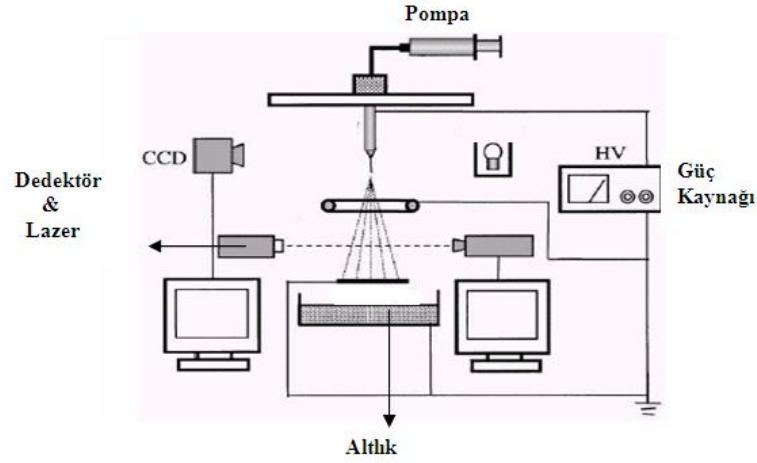 Pompa
CCD
HV
Dedektör
&
Lazer
Güç
Kaynağı
Altlık